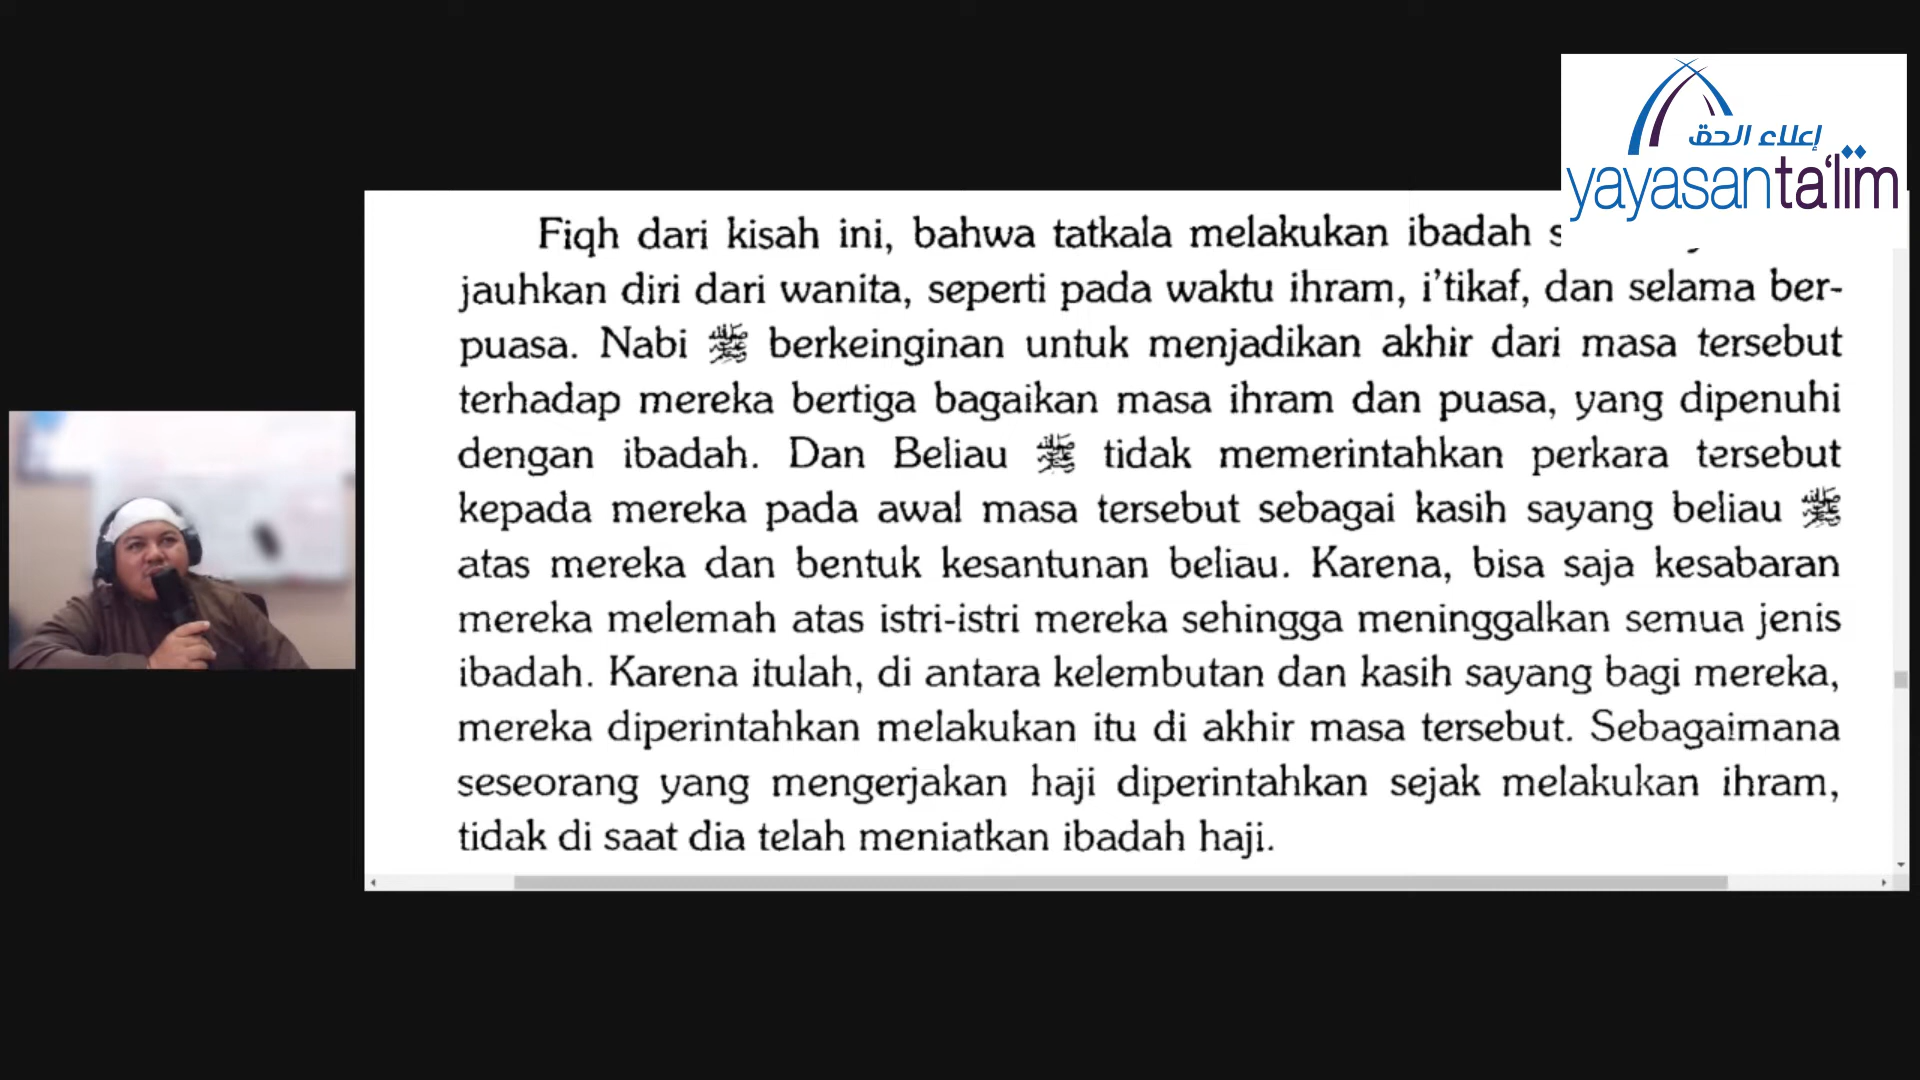 إعلاء الحق
yayasanta'lim
Fiqh dari kisah ini, bahwa tatkala melakukan ibadah
jauhkan diri dari wanita, seperti pada waktu ihram, i'tikaf, dan selama ber-
puasa. Nabi ﷺ berkeinginan untuk menjadikan akhir dari masa tersebut
terhadap mereka bertiga bagaikan masa ihram dan puasa, yang dipenuhi
dengan ibadah. Dan Beliau ﷺ tidak memerintahkan perkara tersebut
kepada mereka pada awal masa tersebut sebagai kasih sayang beliau ﷺ
atas mereka dan bentuk kesantunan beliau. Karena, bisa saja kesabaran
mereka melemah atas istri-istri mereka sehingga meninggalkan semua jenis
ibadah. Karena itulah, di antara kelembutan dan kasih sayang bagi mereka,
mereka diperintahkan melakukan itu di akhir masa tersebut. Sebagaimana
seseorang yang mengerjakan haji diperintahkan sejak melakukan ihram,
tidak di saat dia telah meniatkan ibadah haji.